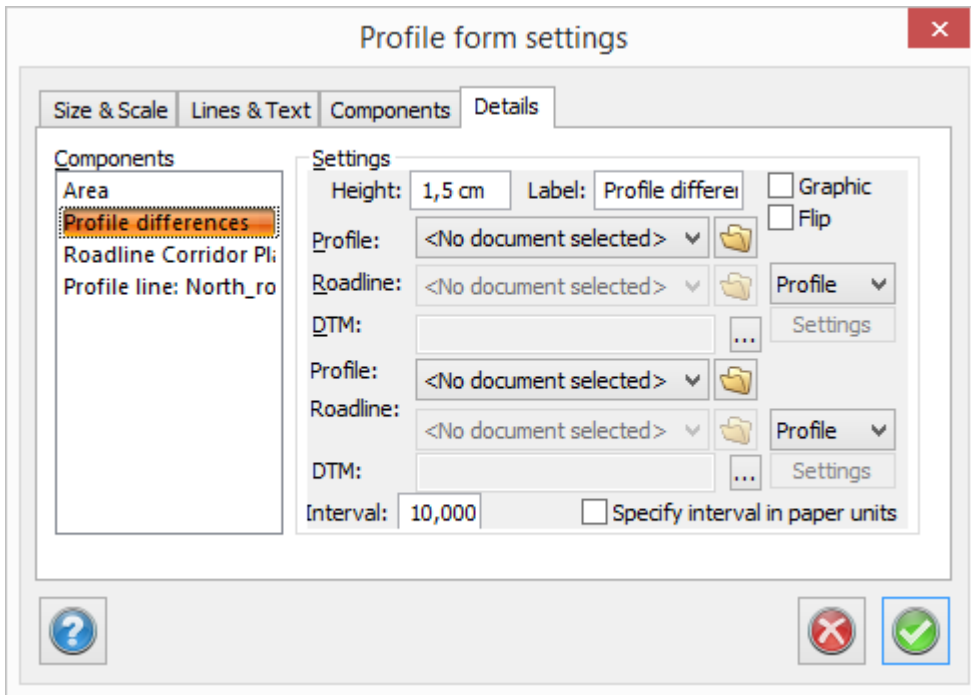 Profile form settings
Size & Scale Lines & Text Components Details
Components
Area
Profile differences
Roadline Corridor Pla
Profile line: North_ro
Settings
Height: 1,5 cm Label: Profile differer Graphic
Flip
Profile: <No document selected>
Roadline: <No document selected> Profile
DTM: ... Settings
Profile: <No document selected>
Roadline: <No document selected> Profile
DTM: ... Settings
Interval: 10,000 Specify interval in paper units